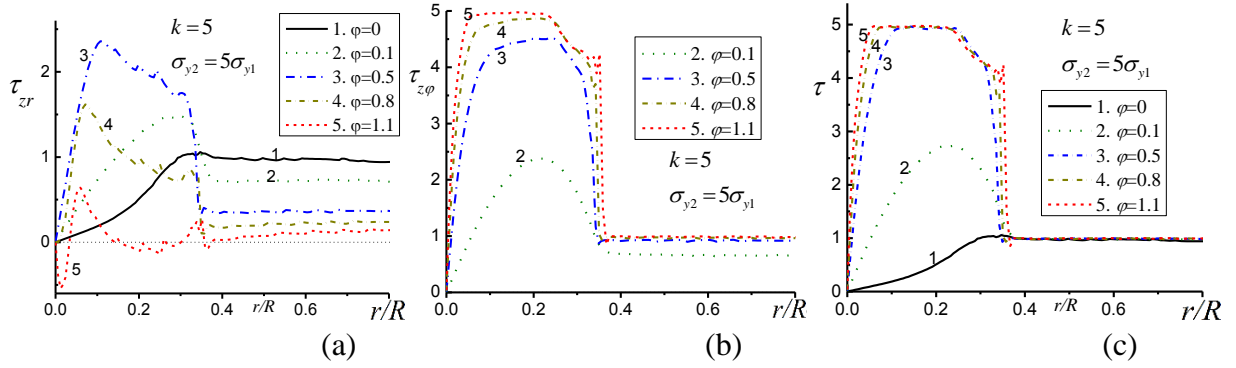 k = 5
σy2 = 5σy1
τzr
2
1
0
1. φ=0
2. φ=0.1
3. φ=0.5
4. φ=0.8
5. φ=1.1
3
4
1
2
5
0.0 0.2 0.4 0.6 0.8
r/R
r/R
(a)
τzφ
5
4
3
2
1
0
5
4
3
2
2. φ=0.1
3. φ=0.5
4. φ=0.8
5. φ=1.1
k = 5
σy2 = 5σy1
0.0 0.2 0.4 0.6 0.8
r/R
(b)
τ
5
4
3
2
1
0
5
4
3
2
1
k = 5
σy2 = 5σy1
1. φ=0
2. φ=0.1
3. φ=0.5
4. φ=0.8
5. φ=1.1
0.0 0.2 0.4 0.6 0.8
r/R
r/R
(c)